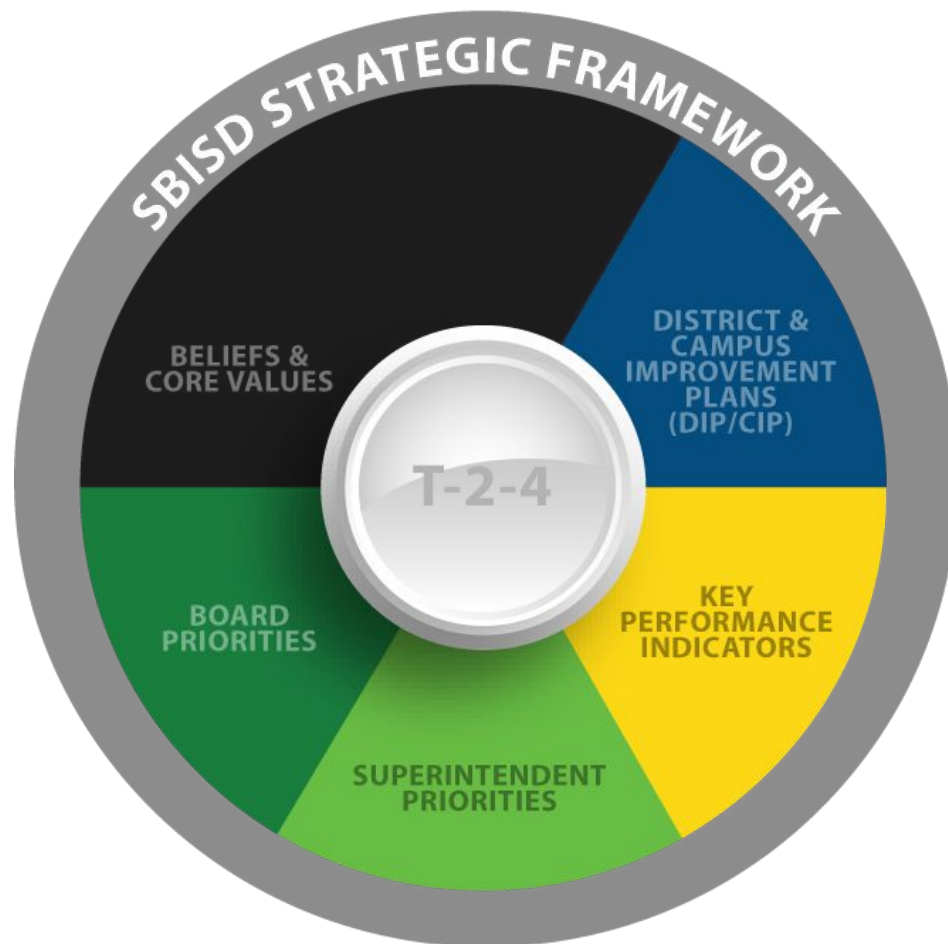 SBISD STRATEGIC FRAMEWORK
BELIEFS &
CORE VALUES
DISTRICT &
CAMPUS
IMPROVEMENT
PLANS
(DIP/CIP)
T-2-4
BOARD
PRIORITIES
KEY
PERFORMANCE
INDICATORS
SUPERINTENDENT
PRIORITIES